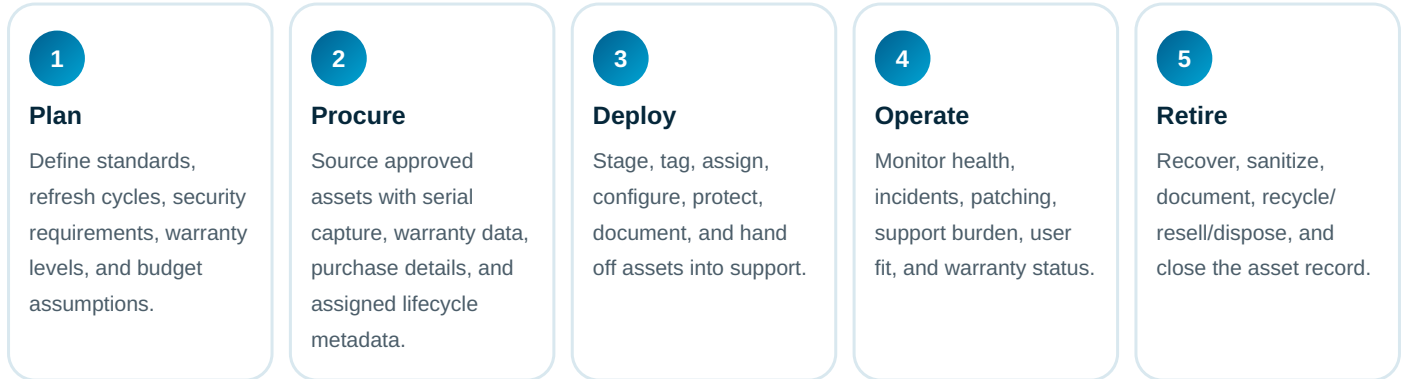 1
Plan
Define standards,
refresh cycles, security
requirements, warranty
levels, and budget
assumptions.
2
Procure
Source approved
assets with serial
capture, warranty data,
purchase details, and
assigned lifecycle
metadata.
3
Deploy
Stage, tag, assign,
configure, protect,
document, and hand
off assets into support.
4
Operate
Monitor health,
incidents, patching,
support burden, user
fit, and warranty status.
5
Retire
Recover, sanitize,
document, recycle/
resell/dispose, and
close the asset record.